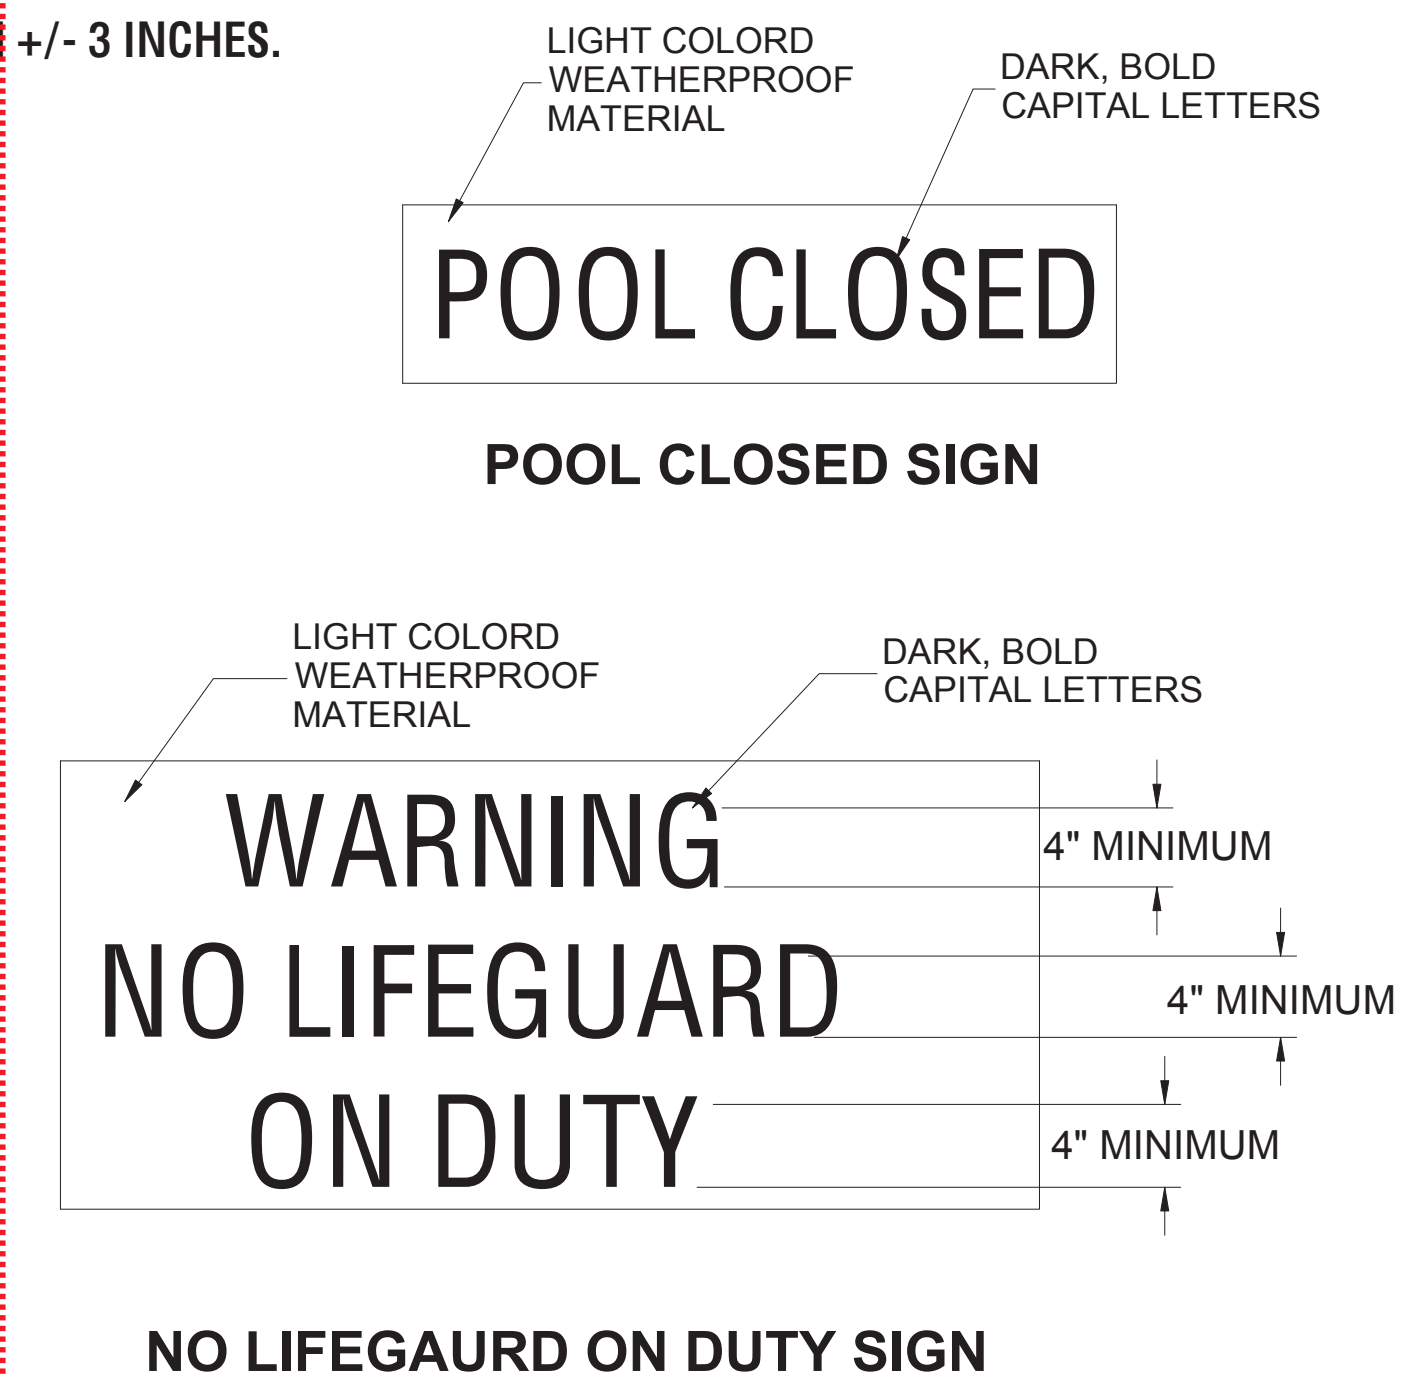 +/- 3 INCHES.
LIGHT COLORD
WEATHERPROOF
MATERIAL
DARK, BOLD
CAPITAL LETTERS
POOL CLOSED
POOL CLOSED SIGN
LIGHT COLORD
WEATHERPROOF
MATERIAL
DARK, BOLD
CAPITAL LETTERS
WARNING
4" MINIMUM
NO LIFEGUARD
4" MINIMUM
ON DUTY
4" MINIMUM
NO LIFEGAURD ON DUTY SIGN